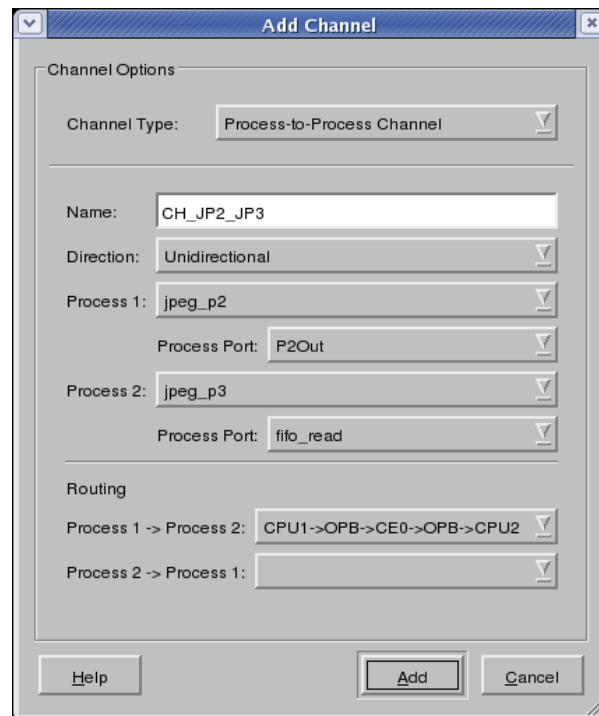 Add Channel
Channel Options
Channel Type: Process-to-Process Channel
Name: CH_JP2_JP3
Direction: Unidirectional
Process 1: jpeg_p2
Process Port: P2Out
Process 2: jpeg_p3
Process Port: fifo_read
Routing
Process 1 -> Process 2: CPU1->OPB->CE0->OPB->CPU2
Process 2 -> Process 1:
Help Add Cancel